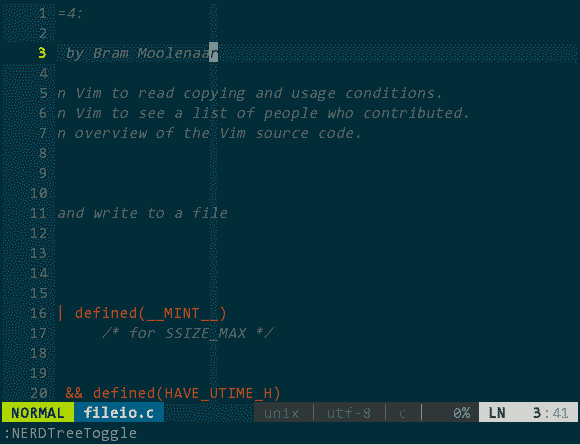 1 =4:
2
3 by Bram Moolenaar
4
5 n Vim to read copying and usage conditions.
6 n Vim to see a list of people who contributed.
7 n overview of the Vim source code.
8
9
10
11 and write to a file
12
13
14
15
16 | defined(__MINT__)
17 /* for SSIZE_MAX */
18
19
20 && defined(HAVE_UTIME_H)
NORMAL fileio.c unix | utf-8 | c | 0% LN 3:41
:NERDTreeToggle